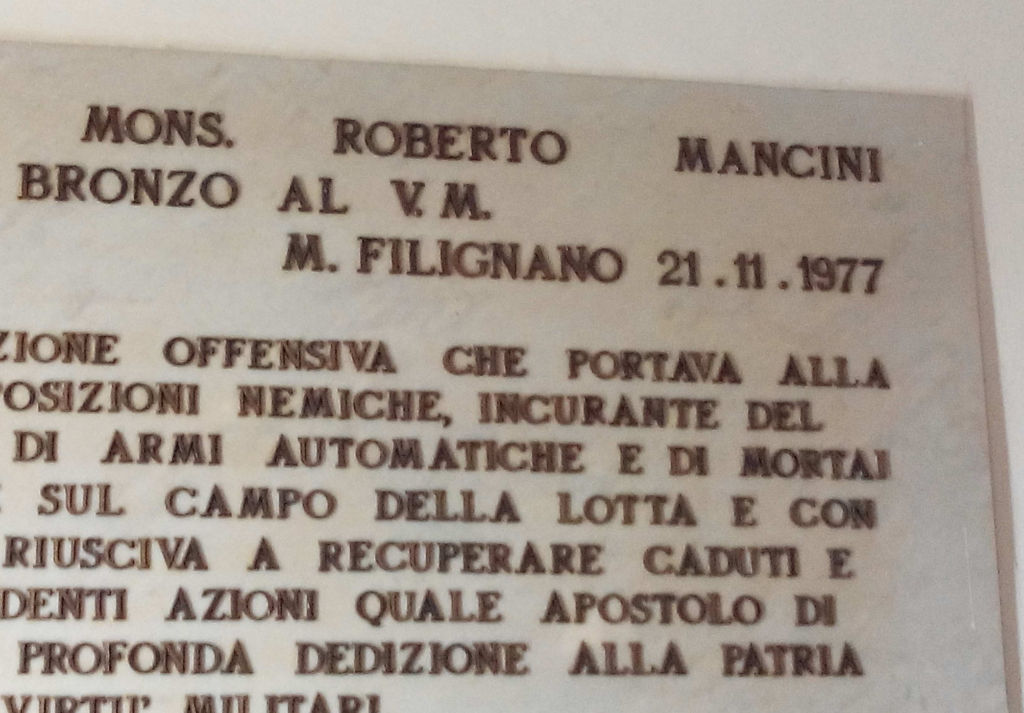 MONS. ROBERTO MANCINI
BRONZO AL V. M.
M. FILIGNANO 21.11.1977
ZIONE OFFENSIVA CHE PORTAVA ALLA
POSIZIONI NEMICHE, INCURANTE DEL
DI ARMI AUTOMATICHE E DI MORTAI
SUL CAMPO DELLA LOTTA E CON
RIUSCIVA A RECUPERARE CADUTI E
DENTI AZIONI QUALE APOSTOLO DI
PROFONDA DEDIZIONE ALLA PATRIA
VIRTU' MILITARI